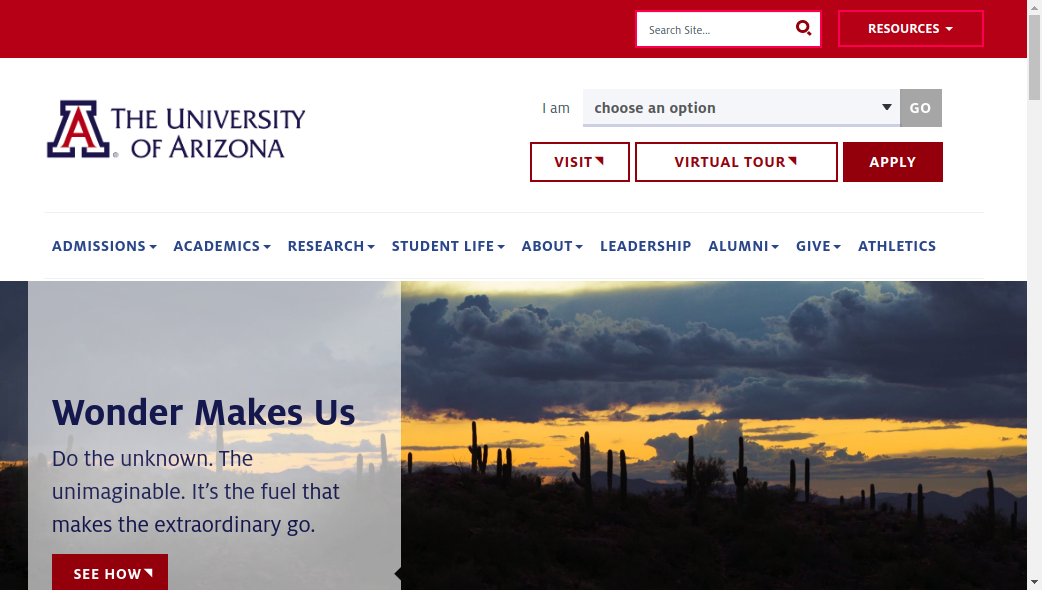 Search Site...
RESOURCES
THE UNIVERSITY
OF ARIZONA
I am choose an option GO
VISIT VIRTUAL TOUR APPLY
ADMISSIONS ACADEMICS RESEARCH STUDENT LIFE ABOUT LEADERSHIP ALUMNI GIVE ATHLETICS
Wonder Makes Us
Do the unknown. The
unimaginable. It’s the fuel that
makes the extraordinary go.
SEE HOW